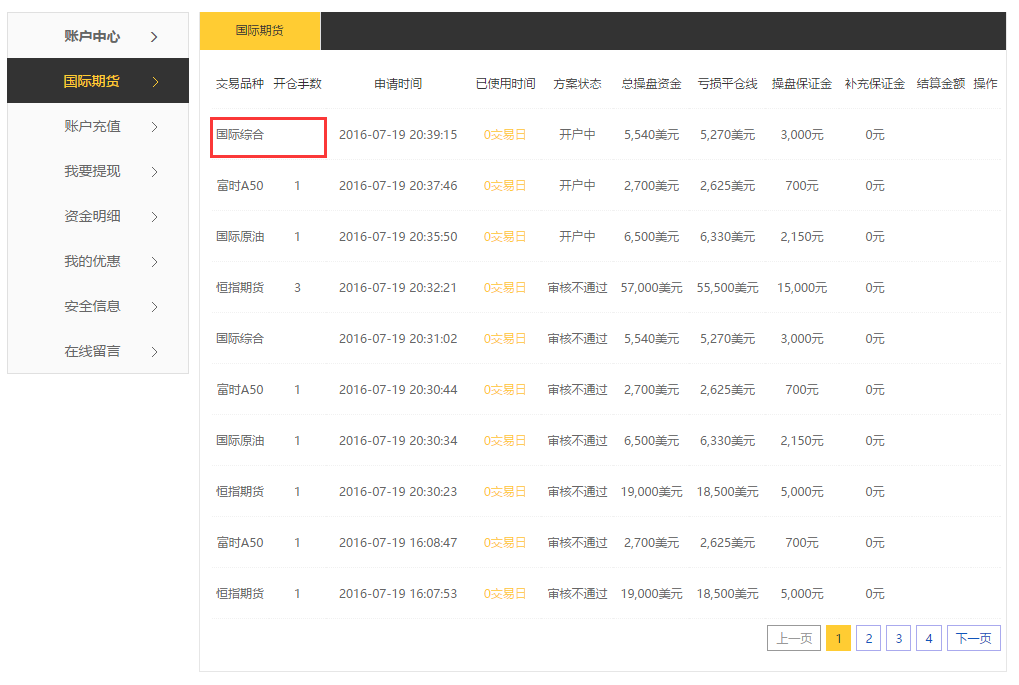 账户中心
国际期货
账户充值
我要提现
资金明细
我的优惠
安全信息
在线留言
国际期货
交易品种 开仓手数 申请时间 已使用时间 方案状态 总操盘资金 亏损平仓线 操盘保证金 补充保证金 结算金额 操作
国际综合 2016-07-19 20:39:15 0交易日 开户中 5,540美元 5,270美元 3,000元 0元
富时A50 1 2016-07-19 20:37:46 0交易日 开户中 2,700美元 2,625美元 700元 0元
国际原油 1 2016-07-19 20:35:50 0交易日 开户中 6,500美元 6,330美元 2,150元 0元
恒指期货 3 2016-07-19 20:32:21 0交易日 审核不通过 57,000美元 55,500美元 15,000元 0元
国际综合 2016-07-19 20:31:02 0交易日 审核不通过 5,540美元 5,270美元 3,000元 0元
富时A50 1 2016-07-19 20:30:44 0交易日 审核不通过 2,700美元 2,625美元 700元 0元
国际原油 1 2016-07-19 20:30:34 0交易日 审核不通过 6,500美元 6,330美元 2,150元 0元
恒指期货 1 2016-07-19 20:30:23 0交易日 审核不通过 19,000美元 18,500美元 5,000元 0元
富时A50 1 2016-07-19 16:08:47 0交易日 审核不通过 2,700美元 2,625美元 700元 0元
恒指期货 1 2016-07-19 16:07:53 0交易日 审核不通过 19,000美元 18,500美元 5,000元 0元
上一页 1 2 3 4 下一页